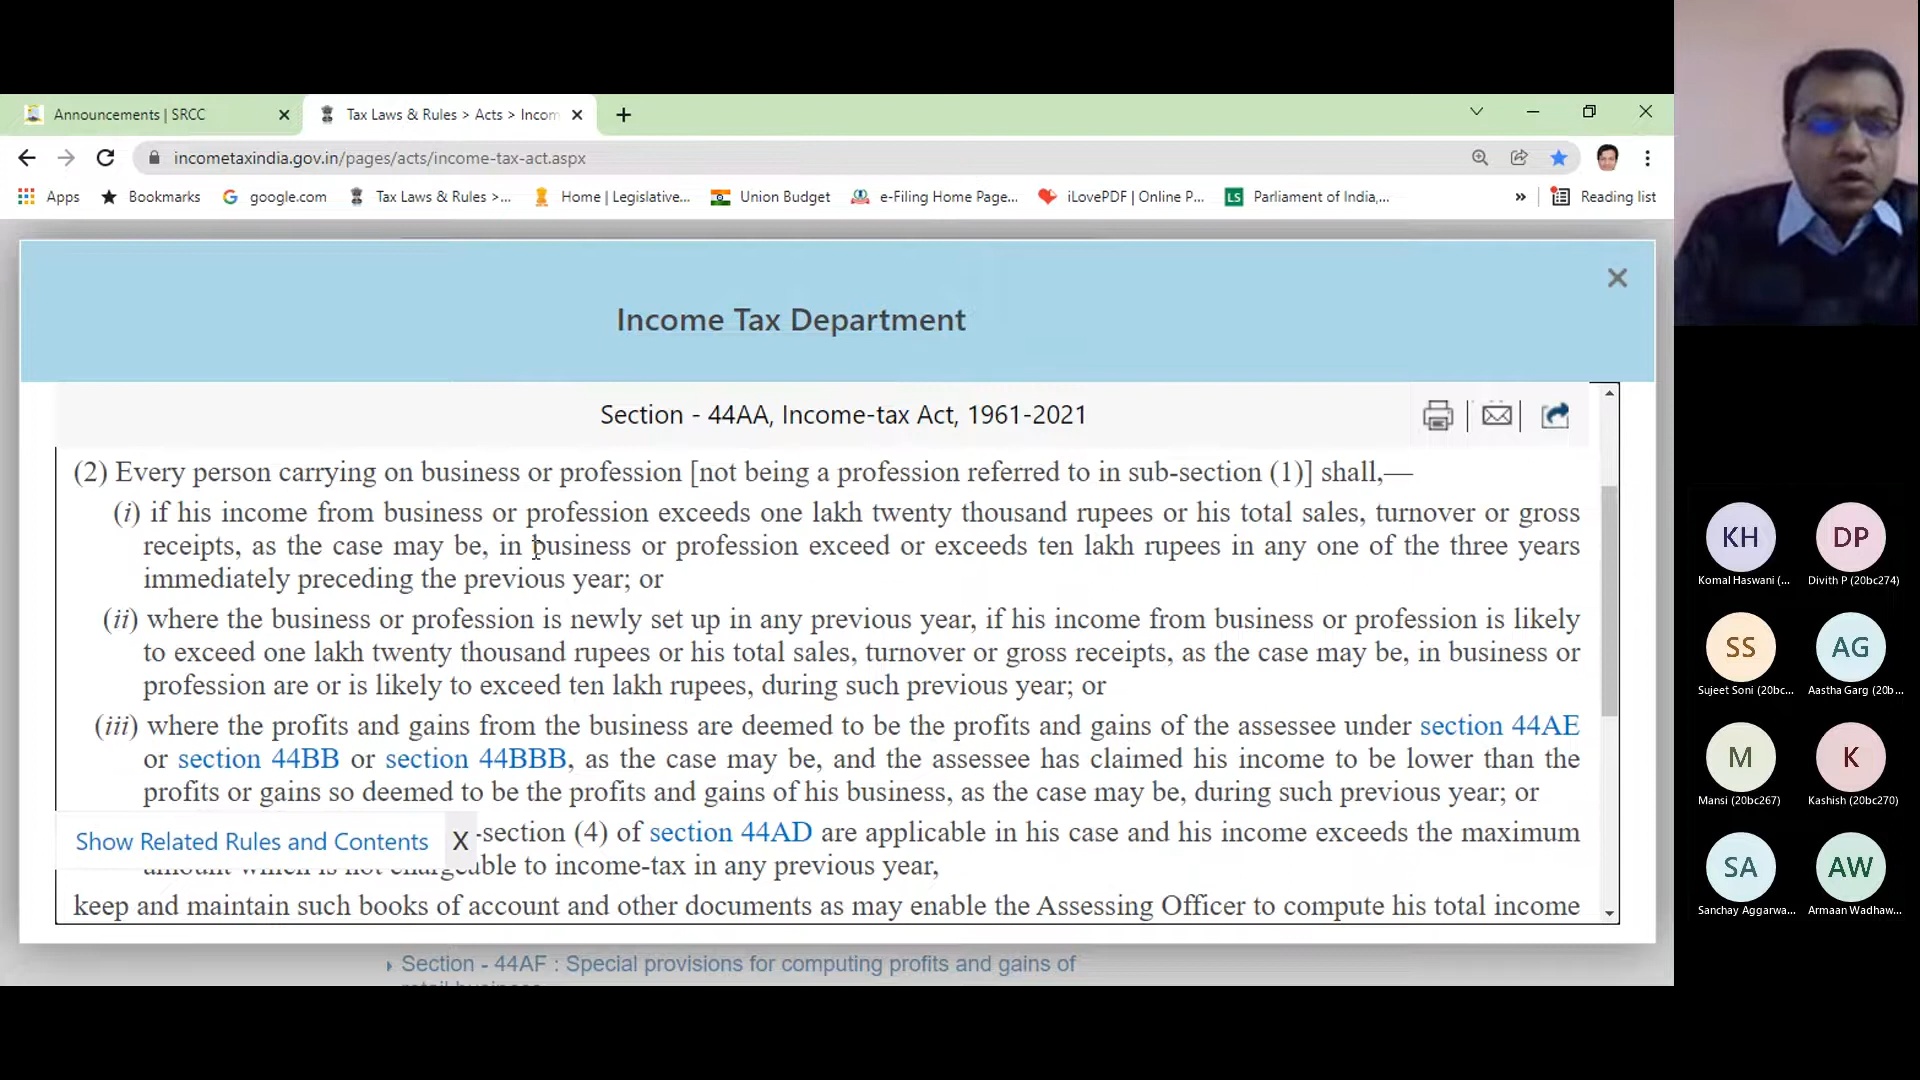 Announcements | SRCC
Tax Laws & Rules > Acts > Incom
incometaxindia.gov.in/pages/acts/income-tax-act.aspx
Apps Bookmarks google.com Tax Laws & Rules >... Home | Legislative... Union Budget e-Filing Home Page... iLovePDF | Online P... LS Parliament of India,... » Reading list
Income Tax Department
Section - 44AA, Income-tax Act, 1961-2021
(2) Every person carrying on business or profession [not being a profession referred to in sub-section (1)] shall,—
(i) if his income from business or profession exceeds one lakh twenty thousand rupees or his total sales, turnover or gross
receipts, as the case may be, in business or profession exceed or exceeds ten lakh rupees in any one of the three years
immediately preceding the previous year; or
(ii) where the business or profession is newly set up in any previous year, if his income from business or profession is likely
to exceed one lakh twenty thousand rupees or his total sales, turnover or gross receipts, as the case may be, in business or
profession are or is likely to exceed ten lakh rupees, during such previous year; or
(iii) where the profits and gains from the business are deemed to be the profits and gains of the assessee under section 44AE
or section 44BB or section 44BBB, as the case may be, and the assessee has claimed his income to be lower than the
profits or gains so deemed to be the profits and gains of his business, as the case may be, during such previous year; or
-section (4) of section 44AD are applicable in his case and his income exceeds the maximum
Show Related Rules and Contents X
amount which is not chargeable to income-tax in any previous year,
keep and maintain such books of account and other documents as may enable the Assessing Officer to compute his total income
Section - 44AF : Special provisions for computing profits and gains of
retail business
KH DP
Komal Haswani (... Divith P (20bc274)
SS AG
Sujeet Soni (20bc... Aastha Garg (20b...
M K
Mansi (20bc267) Kashish (20bc270)
SA AW
Sanchay Aggarwa... Armaan Wadhaw...